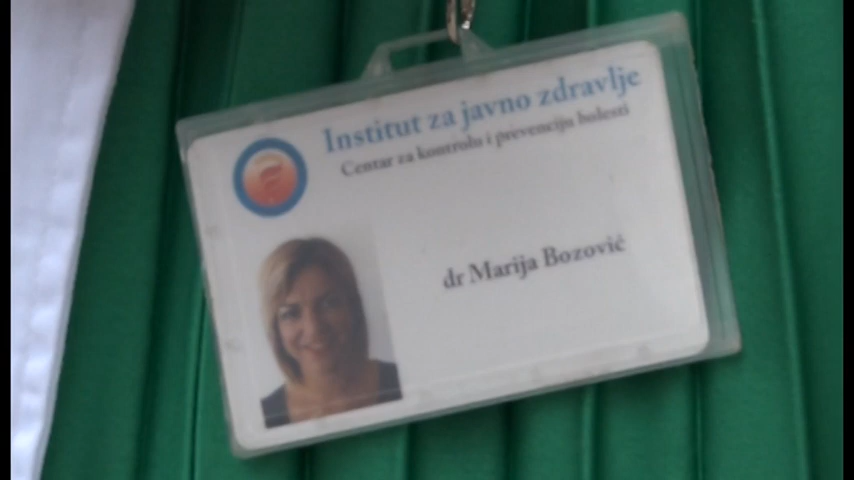 Institut za javno zdravlje
Centar za kontrolu i prevenciju bolesti
dr Marija Bozović